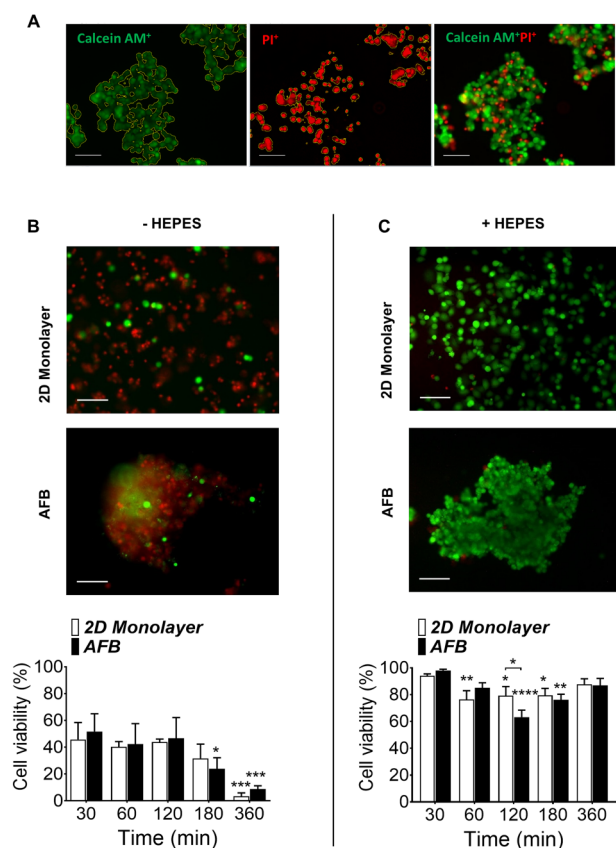 A
Calcein AM⁺
PI⁺
Calcein AM⁺PI⁺
B
- HEPES
2D Monolayer
AFB
2D Monolayer
AFB
Cell viability (%)
100
80
60
40
20
0
*
***
***
30 60 120 180 360
Time (min)
C
+ HEPES
2D Monolayer
AFB
2D Monolayer
AFB
Cell viability (%)
100
80
60
40
20
0
*
** * **** * **
30 60 120 180 360
Time (min)